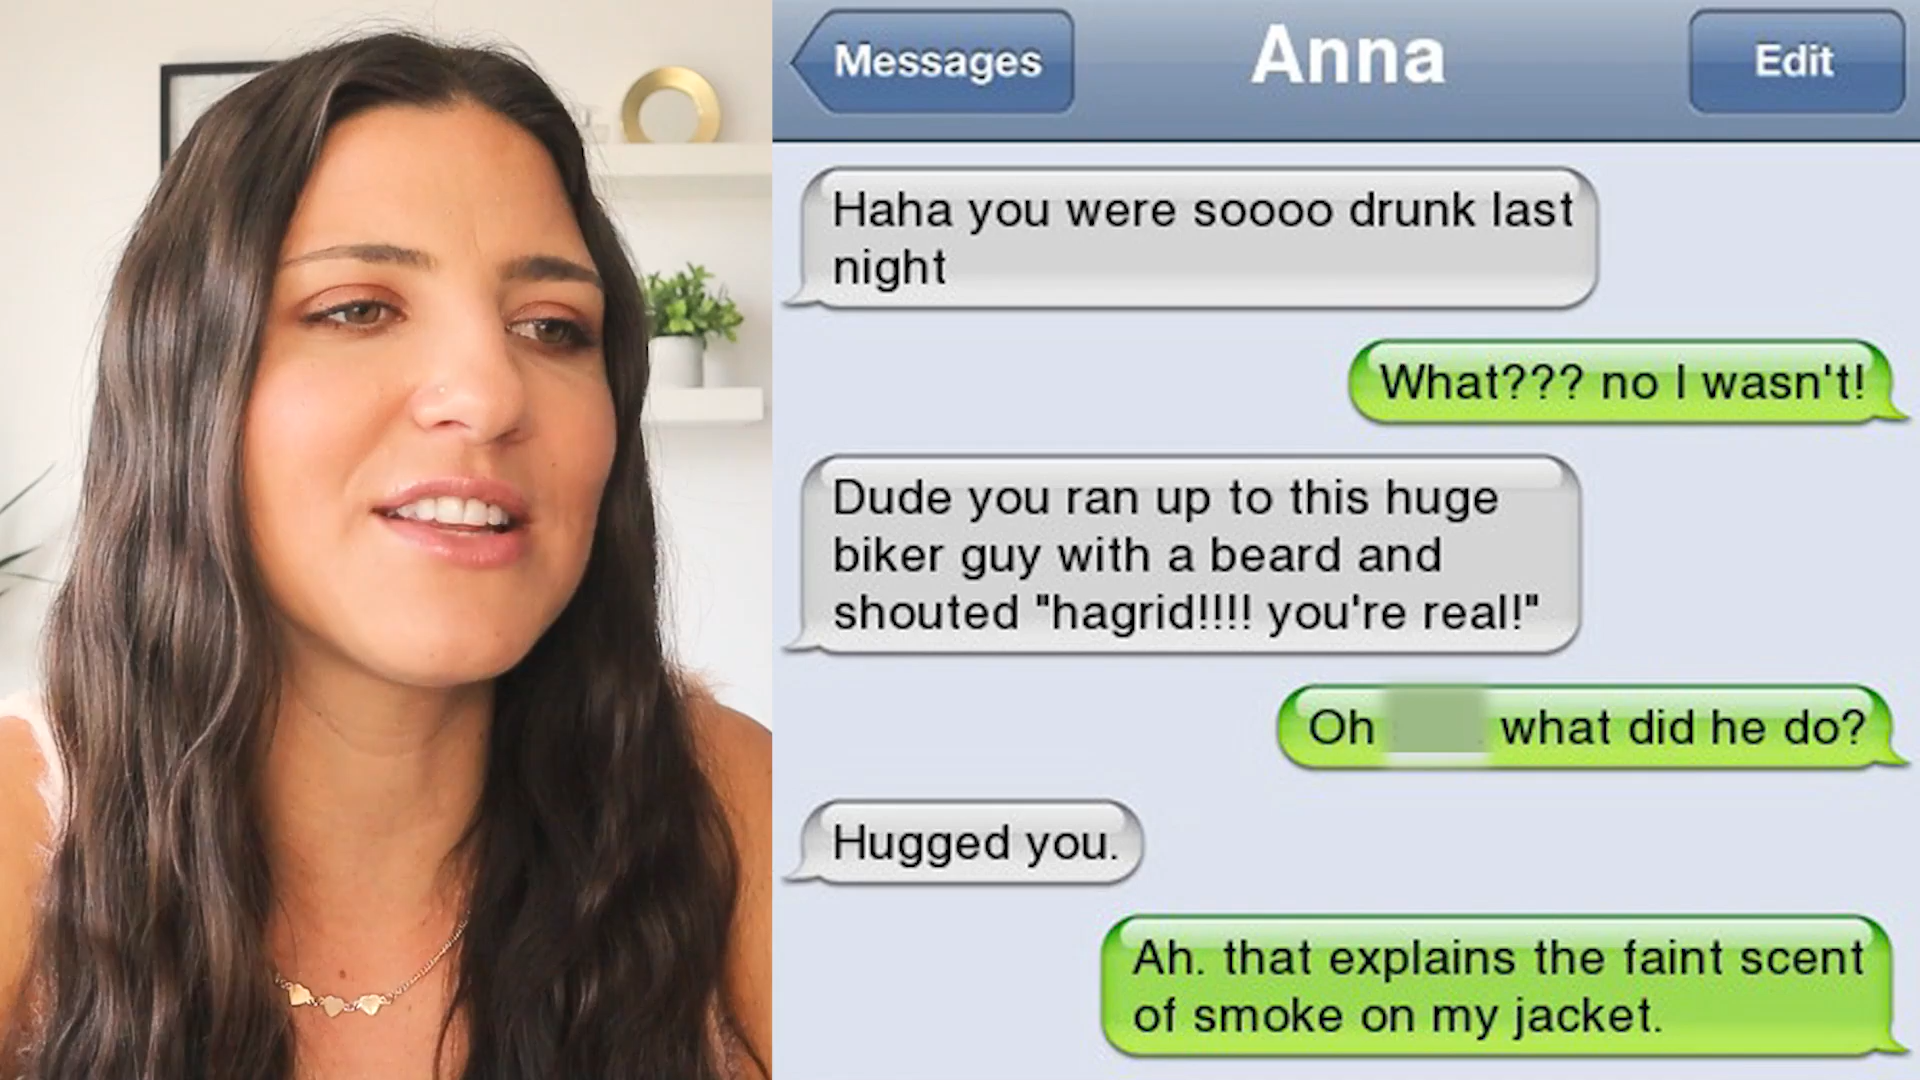 Messages
Anna
Edit
Haha you were soooo drunk last
night
What??? no I wasn't!
Dude you ran up to this huge
biker guy with a beard and
shouted "hagrid!!!! you're real!"
Oh what did he do?
Hugged you.
Ah. that explains the faint scent
of smoke on my jacket.